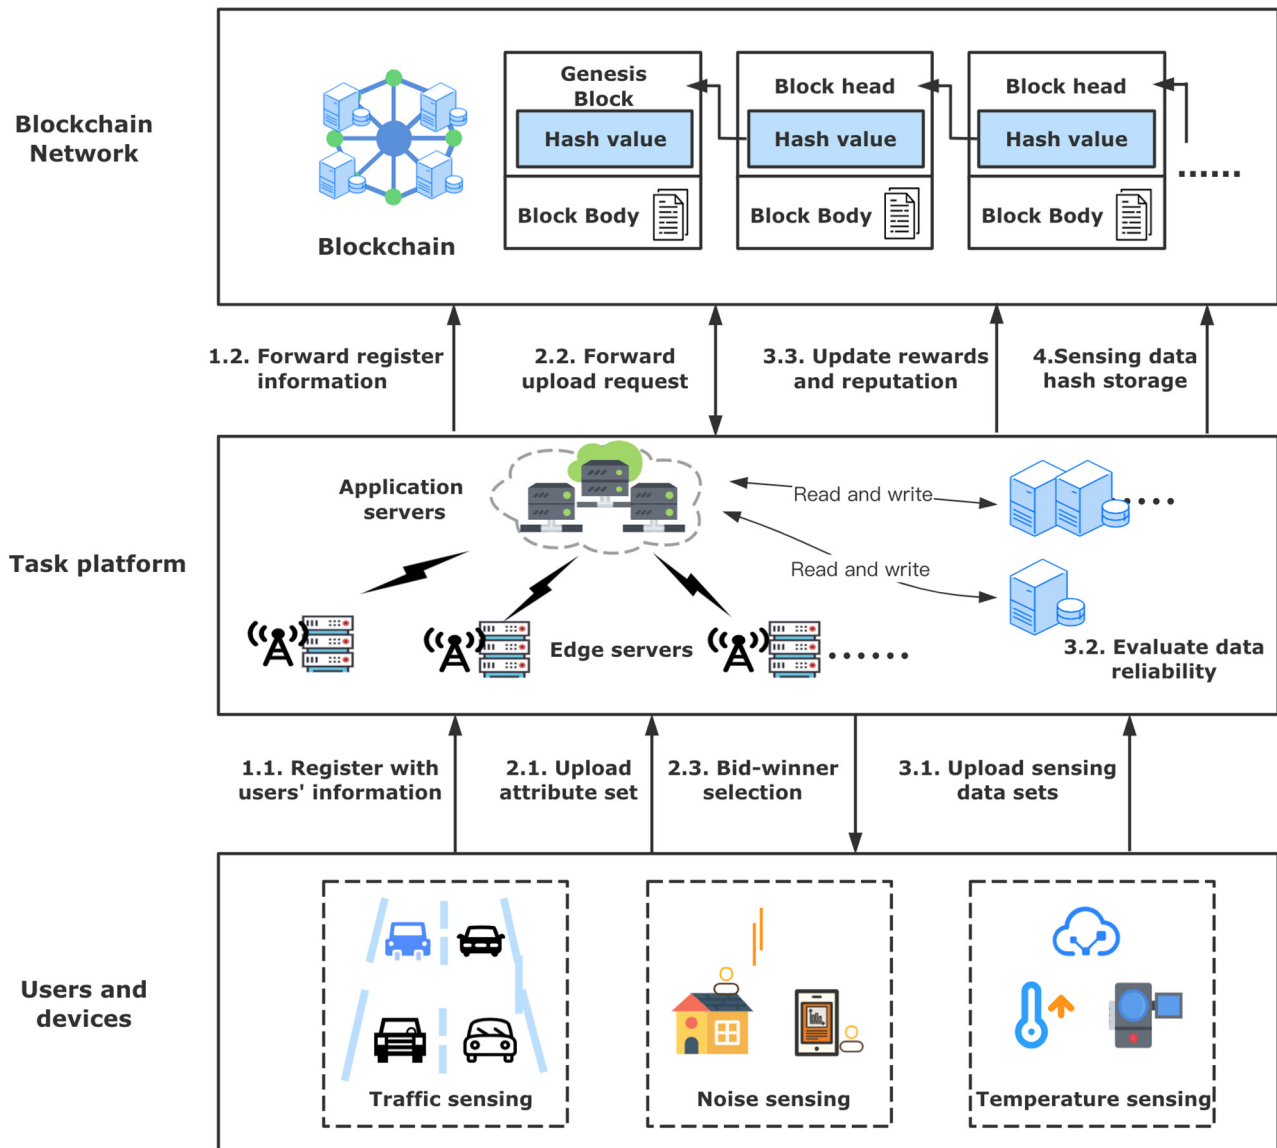 Blockchain
Network
Blockchain
Genesis
Block
Hash value
Block Body
Block head
Hash value
Block Body
Block head
Hash value
Block Body
......
1.2. Forward register
information
2.2. Forward
upload request
3.3. Update rewards
and reputation
4.Sensing data
hash storage
Task platform
Application
servers
Read and write
Read and write
.....
Edge servers
......
3.2. Evaluate data
reliability
1.1. Register with
users' information
2.1. Upload
attribute set
2.3. Bid-winner
selection
3.1. Upload sensing
data sets
Users and
devices
Traffic sensing
Noise sensing
Temperature sensing